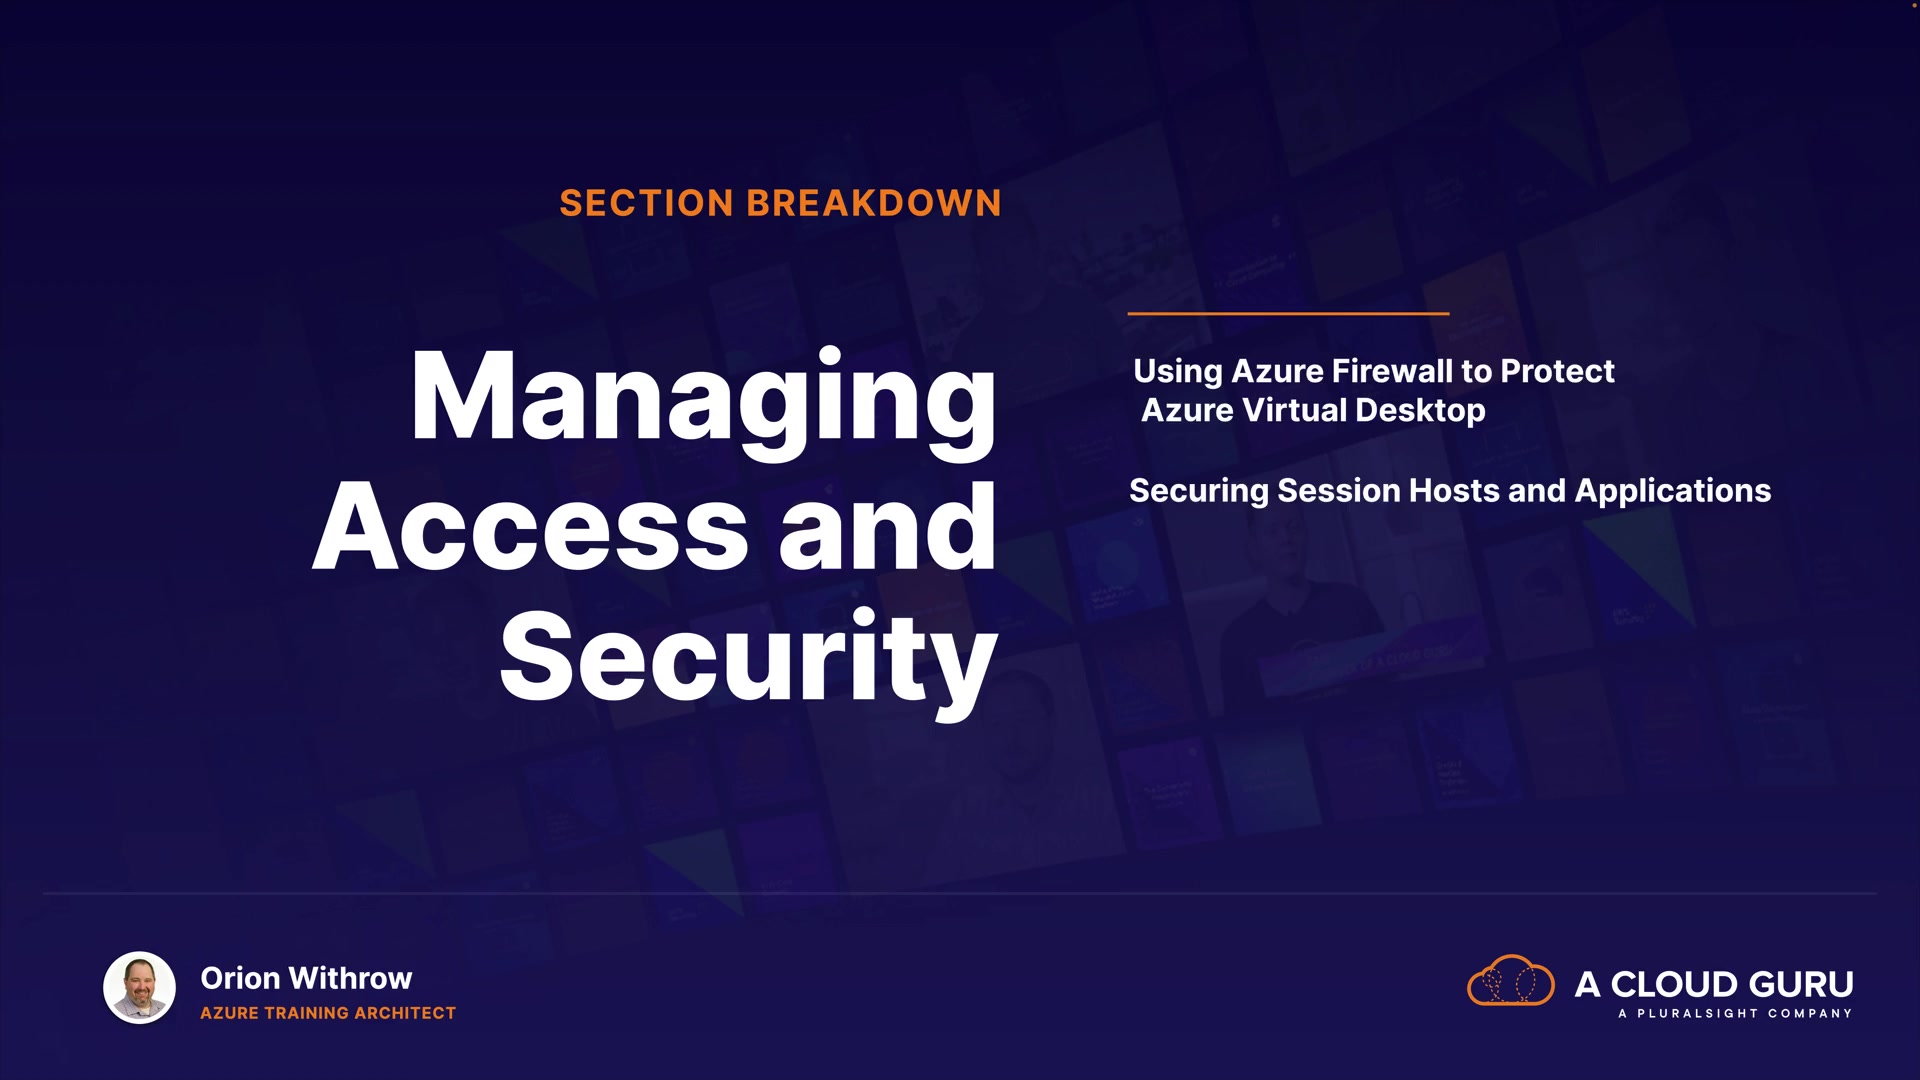 SECTION BREAKDOWN
Managing
Access and
Security
Using Azure Firewall to Protect
Azure Virtual Desktop
Securing Session Hosts and Applications
Orion Withrow
AZURE TRAINING ARCHITECT
A CLOUD GURU
A PLURALSIGHT COMPANY